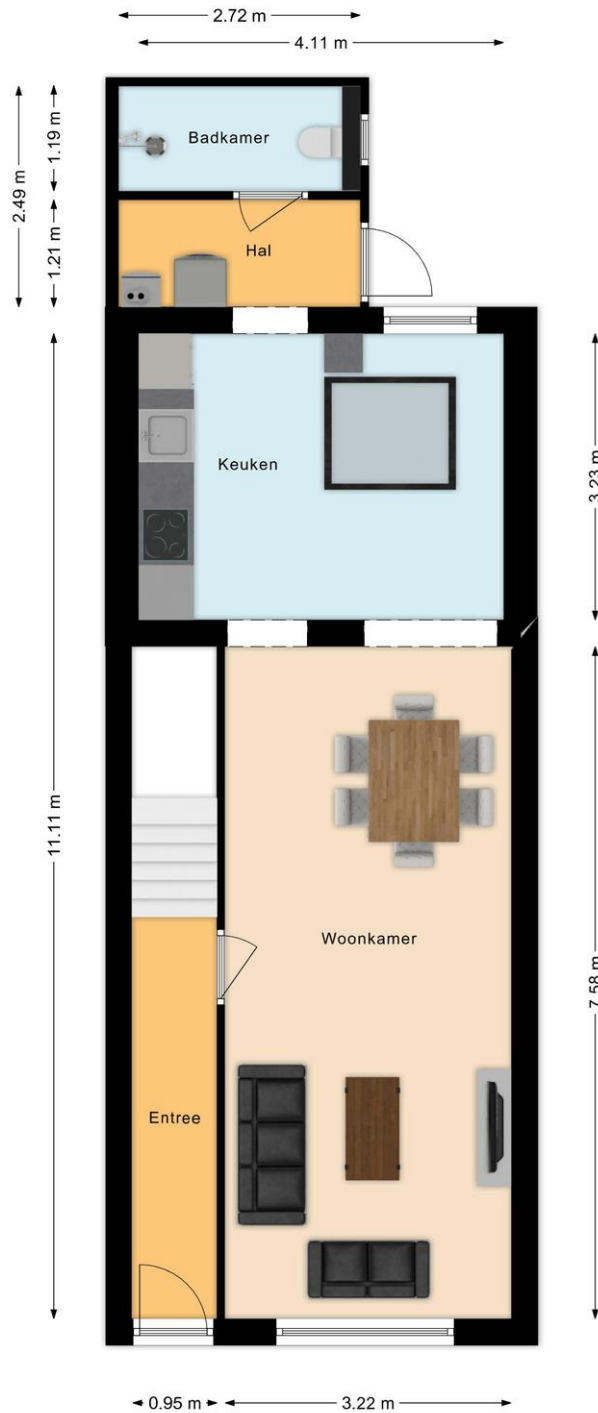 2.72 m
4.11 m
Badkamer
1.19 m
2.49 m
1.21 m
Hal
Keuken
3.23 m
11.11 m
Woonkamer
7.58 m
Entree
0.95 m
3.22 m